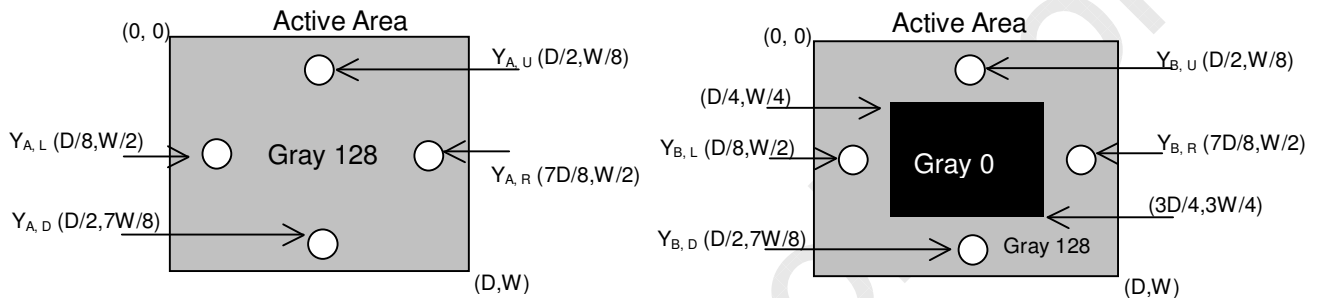 Active Area
(0, 0)
Y_A, U (D/2,W/8)
Y_A, L (D/8,W/2)
Gray 128
Y_A, R (7D/8,W/2)
Y_A, D (D/2,7W/8)
(D,W)
Active Area
(0, 0)
Y_B, U (D/2,W/8)
(D/4,W/4)
Y_B, L (D/8,W/2)
Gray 0
Y_B, R (7D/8,W/2)
(3D/4,3W/4)
Y_B, D (D/2,7W/8)
Gray 128
(D,W)